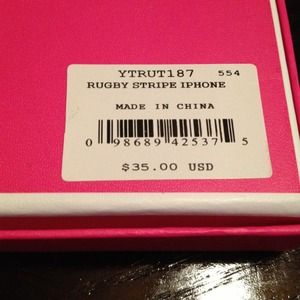 YTRUT187 554
RUGBY STRIPE IPHONE
MADE IN CHINA
0 98689 42537 5
$35.00 USD